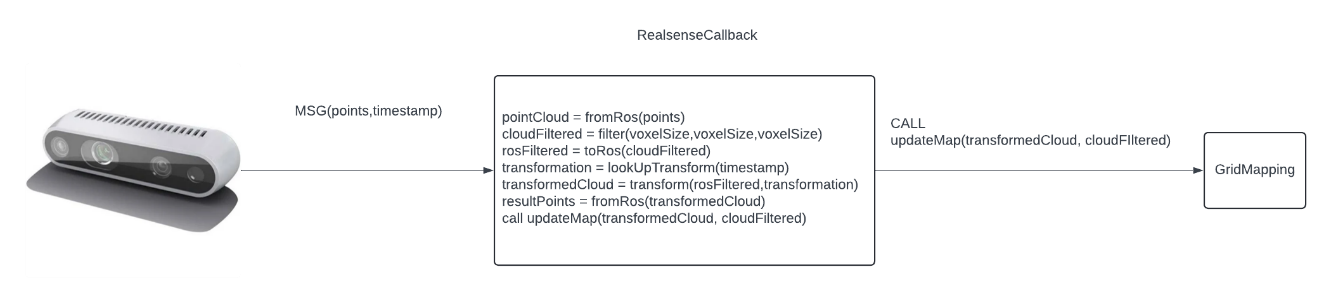 RealsenseCallback
MSG(points,timestamp)
pointCloud = fromRos(points)
cloudFiltered = filter(voxelSize,voxelSize,voxelSize)
rosFiltered = toRos(cloudFiltered)
transformation = lookUpTransform(timestamp)
transformedCloud = transform(rosFiltered,transformation)
resultPoints = fromRos(transformedCloud)
call updateMap(transformedCloud, cloudFiltered)
CALL
updateMap(transformedCloud, cloudFIltered)
GridMapping